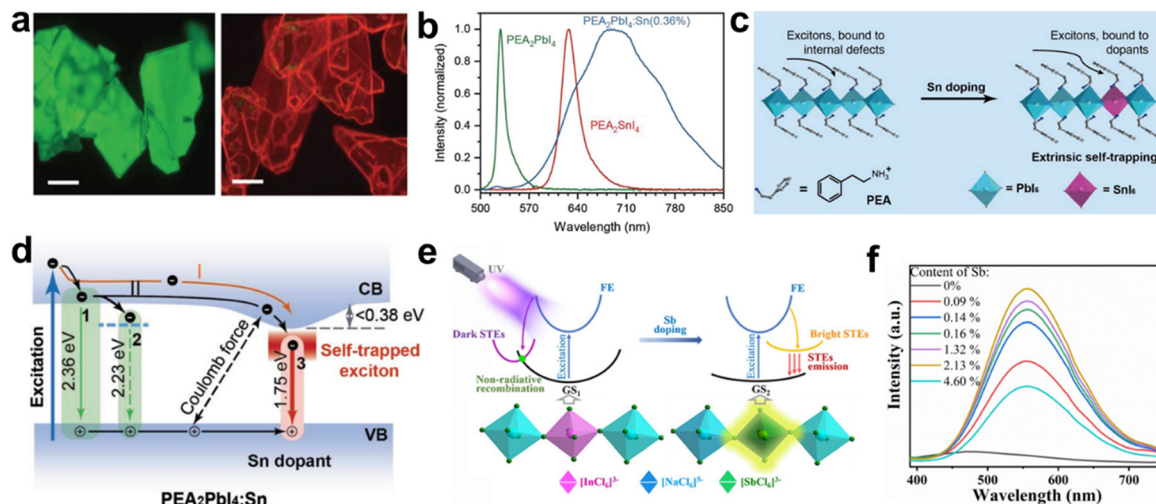 a
b
PEA₂PbI₄:Sn(0.36%)
PEA₂PbI₄
PEA₂SnI₄
Intensity (normalized)
1.0
0.8
0.6
0.4
0.2
0.0
500 570 640 710 780 850
Wavelength (nm)
c
Excitons, bound to
internal defects
Excitons, bound to
dopants
Sn doping
Extrinsic self-trapping
NH₃⁺
PEA
= PbI₆
= SnI₆
d
I
II
CB
<0.38 eV
1
2
3
Excitation
2.36 eV
2.23 eV
Coulomb force
1.75 eV
Self-trapped
exciton
VB
Sn dopant
PEA₂PbI₄:Sn
e
UV
FE
FE
Sb
doping
Dark STEs
Bright STEs
Excitation
Excitation
STEs
emission
Non-radiative
recombination
GS₁
GS₂
[InCl₆]³⁻
[NaCl₆]⁵⁻
[SbCl₆]³⁻
f
Content of Sb:
0%
0.09 %
0.14 %
0.16 %
1.32 %
2.13 %
4.60 %
Intensity (a.u.)
400 500 600 700
Wavelength (nm)